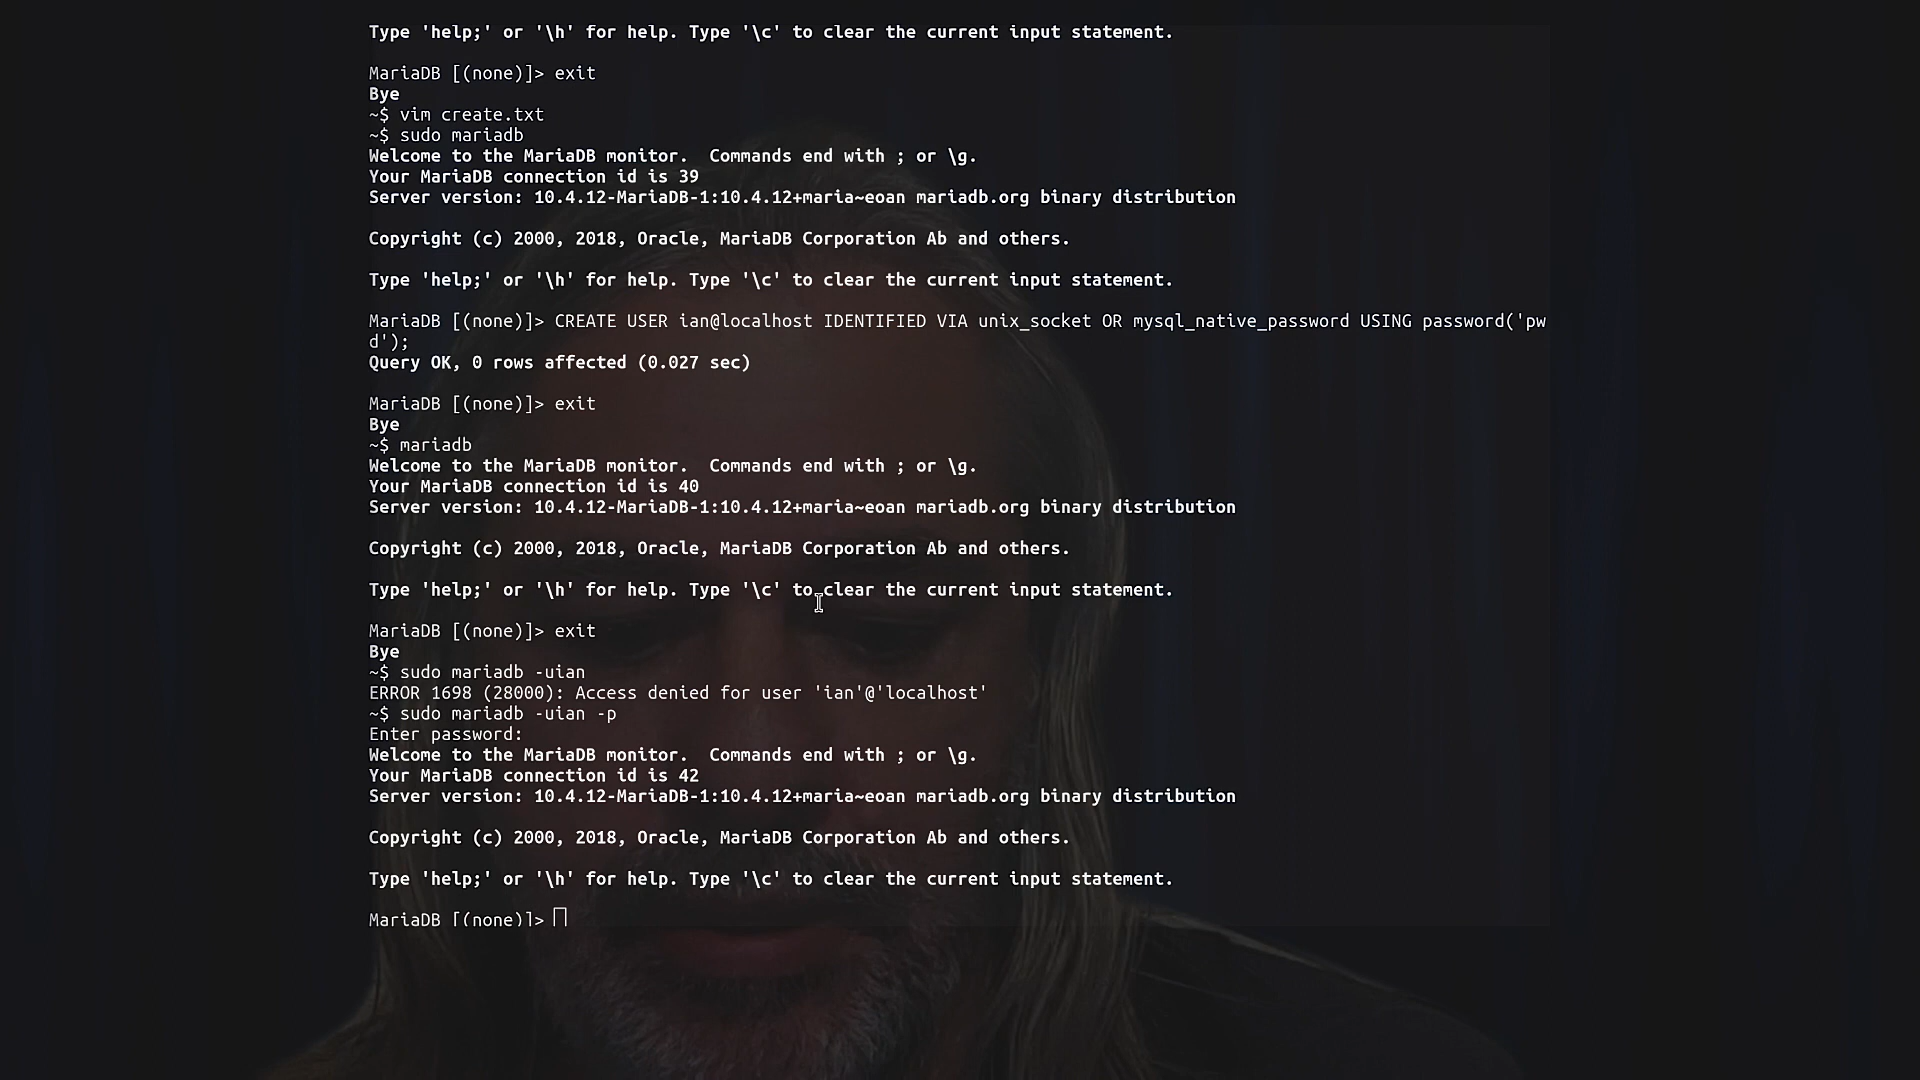 Type 'help;' or '\h' for help. Type '\c' to clear the current input statement.
MariaDB [(none)]> exit
Bye
~$ vim create.txt
~$ sudo mariadb
Welcome to the MariaDB monitor.  Commands end with ; or \g.
Your MariaDB connection id is 39
Server version: 10.4.12-MariaDB-1:10.4.12+maria~eoan mariadb.org binary distribution
Copyright (c) 2000, 2018, Oracle, MariaDB Corporation Ab and others.
Type 'help;' or '\h' for help. Type '\c' to clear the current input statement.
MariaDB [(none)]> CREATE USER ian@localhost IDENTIFIED VIA unix_socket OR mysql_native_password USING password('pw
d');
Query OK, 0 rows affected (0.027 sec)
MariaDB [(none)]> exit
Bye
~$ mariadb
Welcome to the MariaDB monitor.  Commands end with ; or \g.
Your MariaDB connection id is 40
Server version: 10.4.12-MariaDB-1:10.4.12+maria~eoan mariadb.org binary distribution
Copyright (c) 2000, 2018, Oracle, MariaDB Corporation Ab and others.
Type 'help;' or '\h' for help. Type '\c' to clear the current input statement.
MariaDB [(none)]> exit
Bye
~$ sudo mariadb -uian
ERROR 1698 (28000): Access denied for user 'ian'@'localhost'
~$ sudo mariadb -uian -p
Enter password:
Welcome to the MariaDB monitor.  Commands end with ; or \g.
Your MariaDB connection id is 42
Server version: 10.4.12-MariaDB-1:10.4.12+maria~eoan mariadb.org binary distribution
Copyright (c) 2000, 2018, Oracle, MariaDB Corporation Ab and others.
Type 'help;' or '\h' for help. Type '\c' to clear the current input statement.
MariaDB [(none)]>